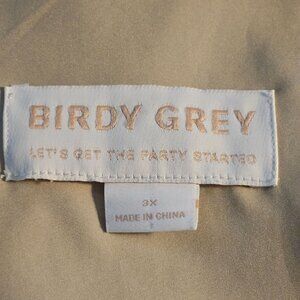 BIRDY GREY
LET'S GET THE PARTY STARTED
3X
MADE IN CHINA